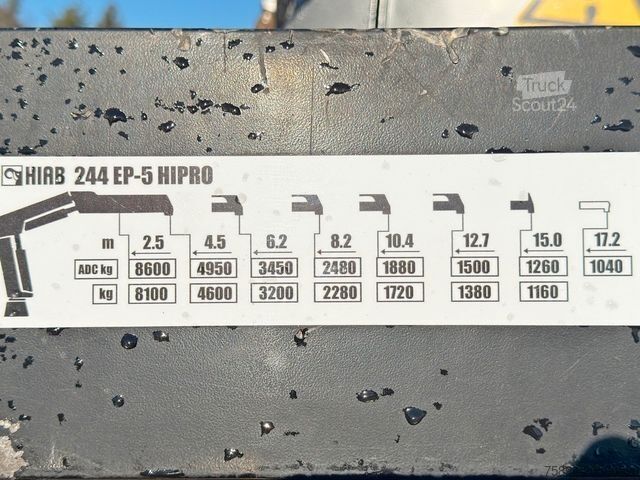 Truck
Scout24
HIAB 244 EP-5 HIPRO
m 2.5 4.5 6.2 8.2 10.4 12.7 15.0 17.2
ADC kg 8600 4950 3450 2480 1880 1500 1260 1040
kg 8100 4600 3200 2280 1720 1380 1160